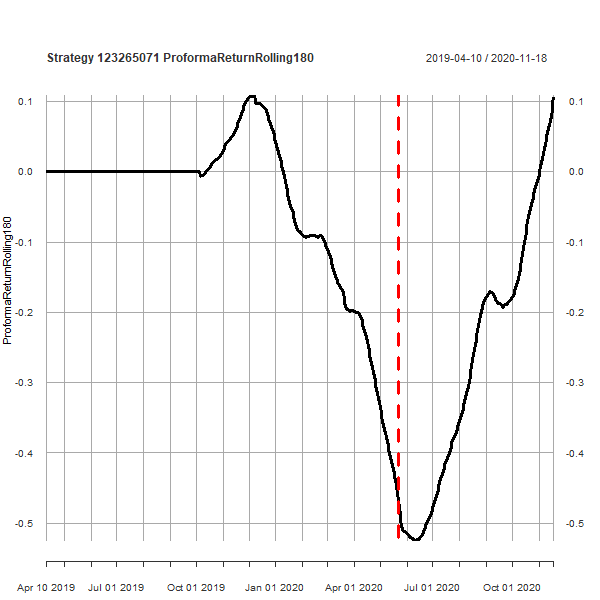 Strategy 123265071 ProformaReturnRolling180
2019-04-10 / 2020-11-18
0.1
0.1
0.0
0.0
-0.1
-0.1
-0.2
-0.2
-0.3
-0.3
-0.4
-0.4
-0.5
-0.5
ProformaReturnRolling180
Apr 10 2019
Jul 01 2019
Oct 01 2019
Jan 01 2020
Apr 01 2020
Jul 01 2020
Oct 01 2020